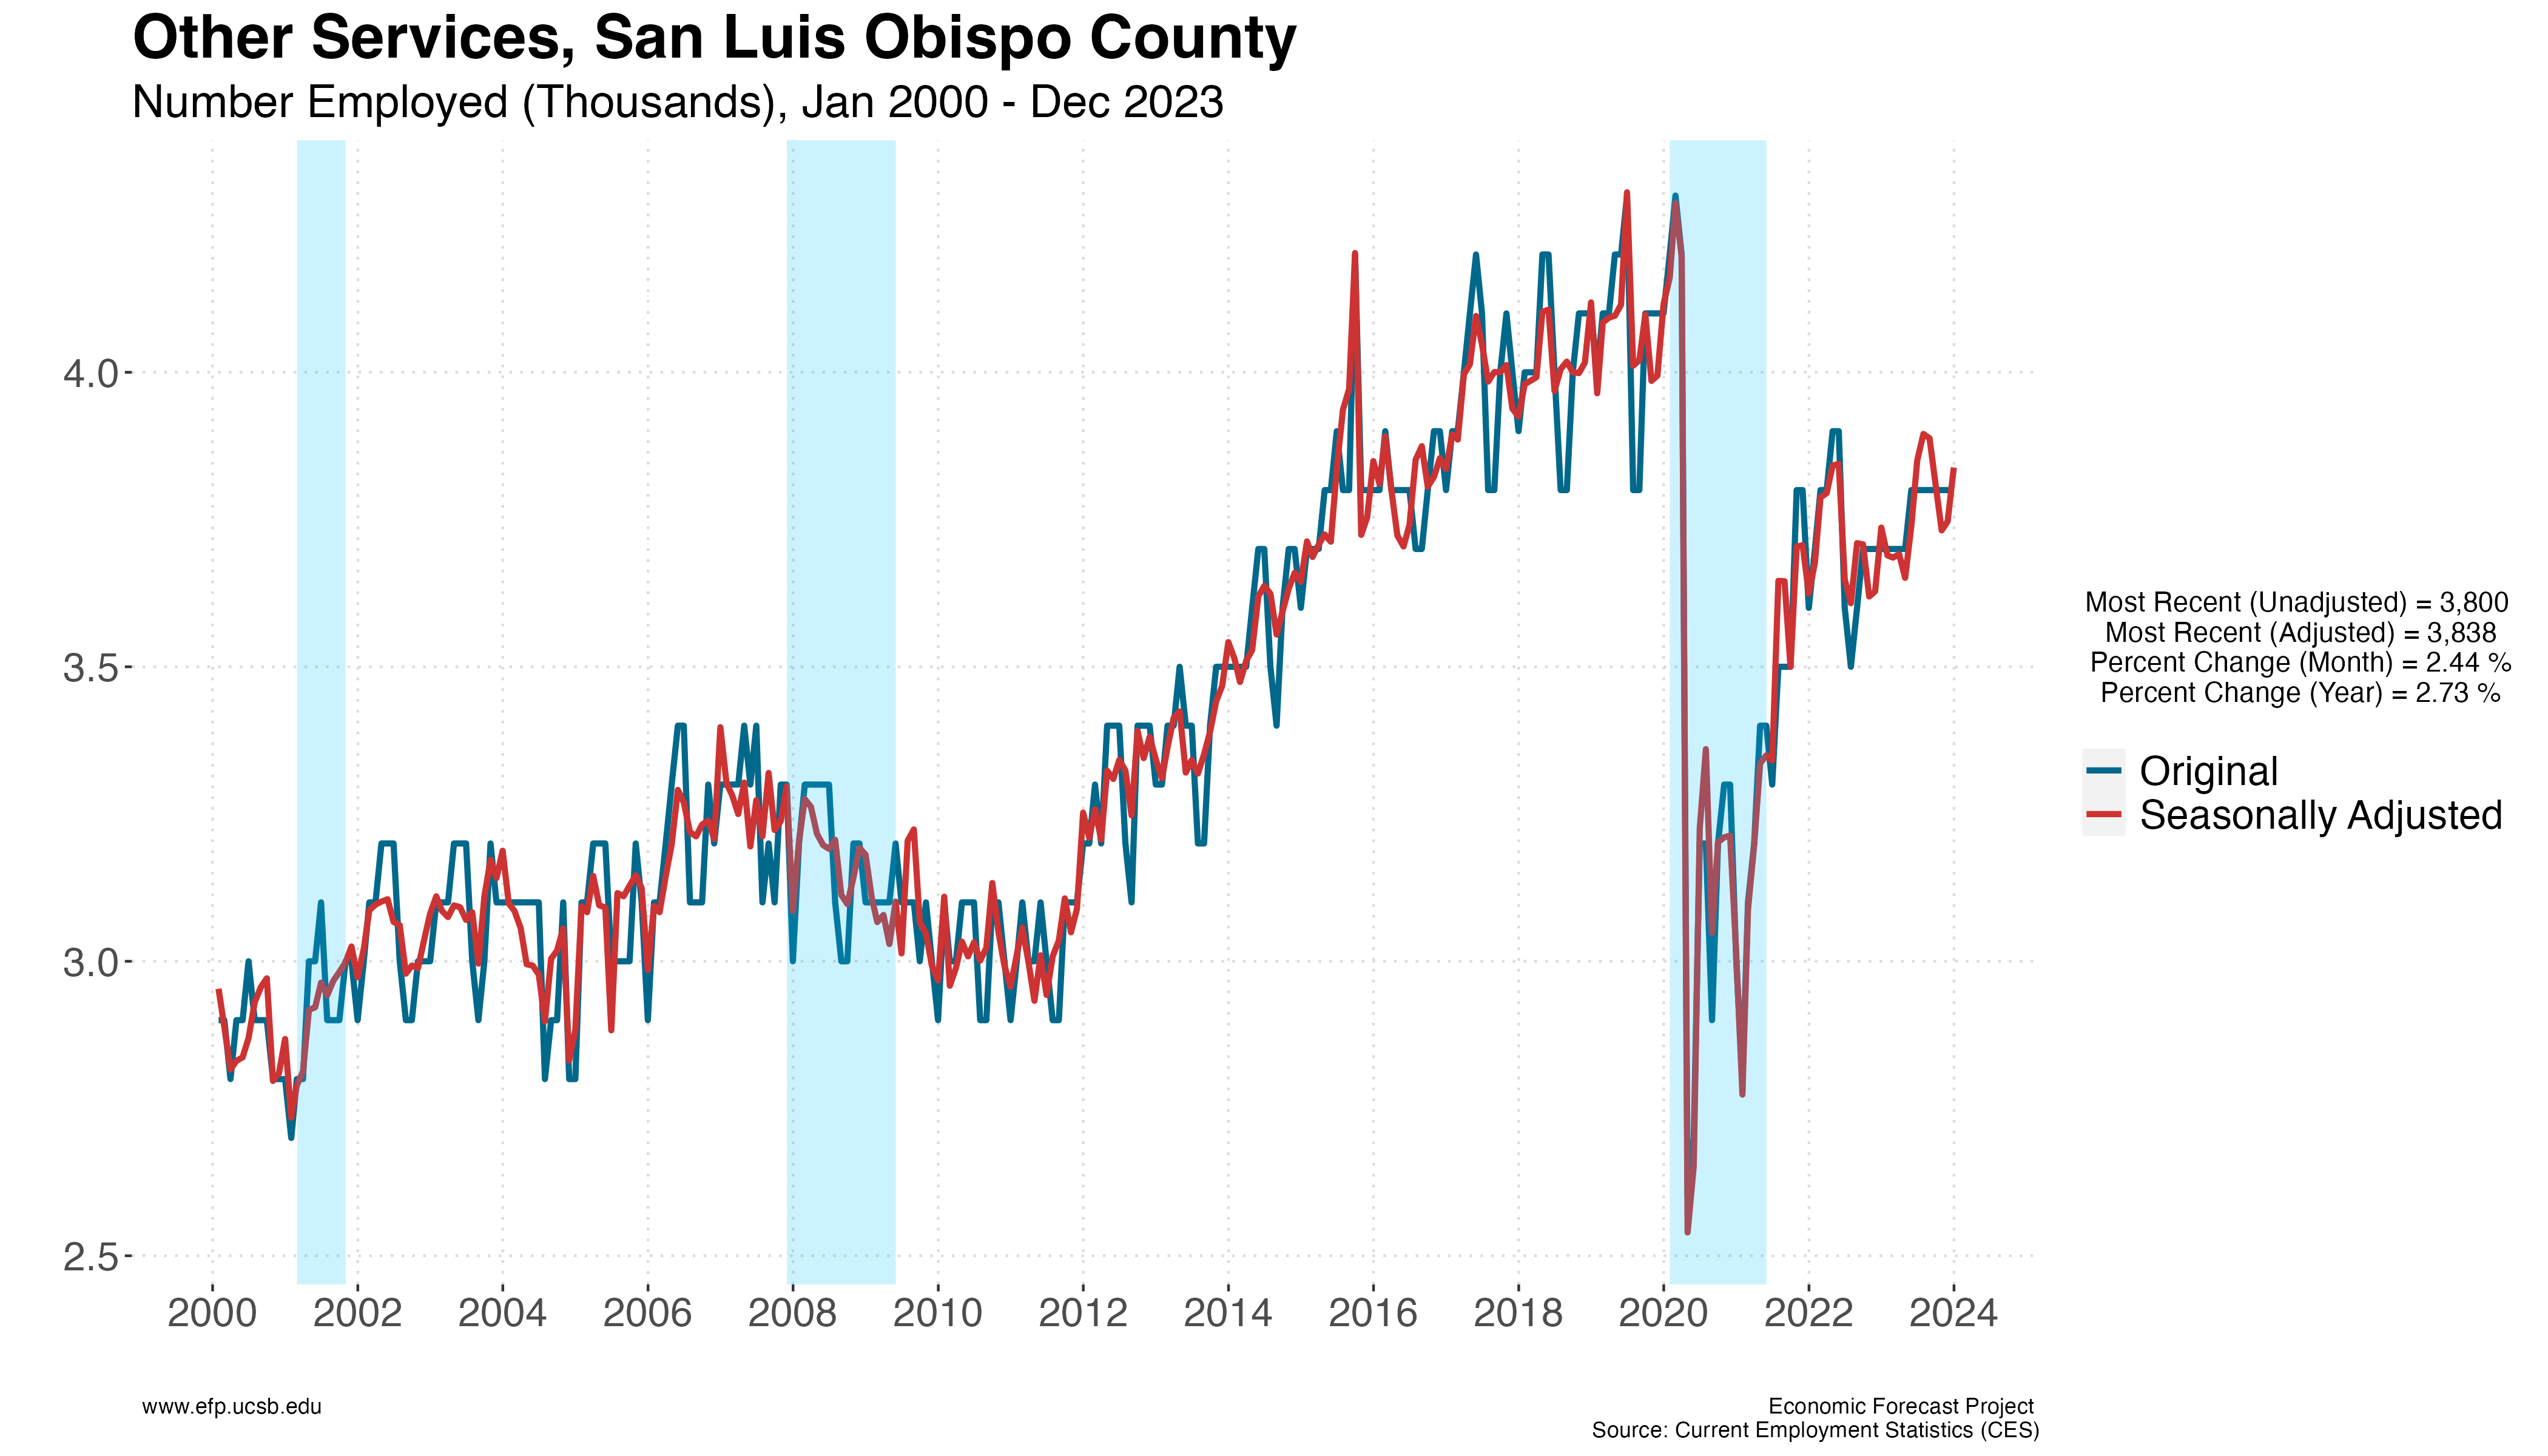 Other Services, San Luis Obispo County
Number Employed (Thousands), Jan 2000 - Dec 2023
4.0
3.5
3.0
2.5
2000 2002 2004 2006 2008 2010 2012 2014 2016 2018 2020 2022 2024
Most Recent (Unadjusted) = 3,800
Most Recent (Adjusted) = 3,838
Percent Change (Month) = 2.44 %
Percent Change (Year) = 2.73 %
Original
Seasonally Adjusted
www.efp.ucsb.edu
Economic Forecast Project
Source: Current Employment Statistics (CES)